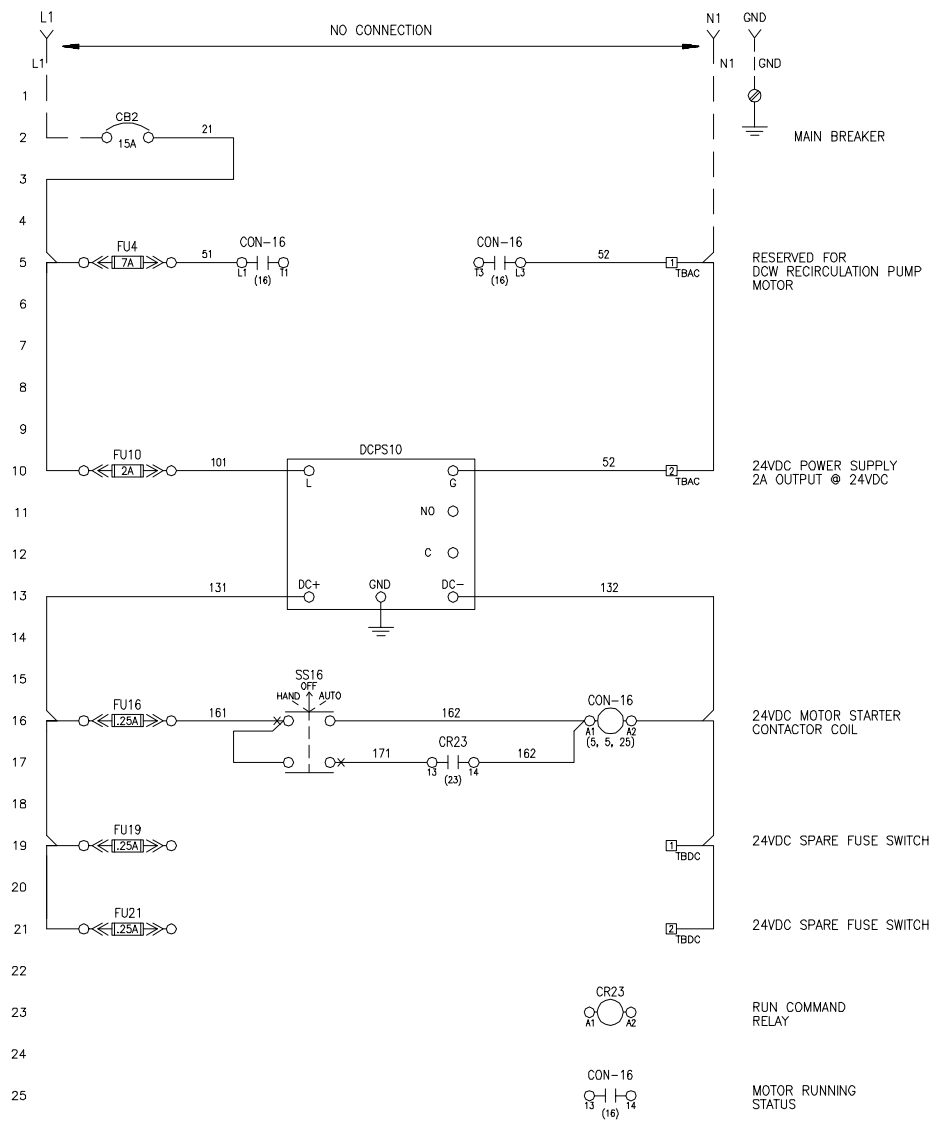 L1 NO CONNECTION N1 GND
L1 N1 GND
1
CB2
2 15A 21 MAIN BREAKER
3
4
FU4 CON-16 CON-16
5 7A 51 L1 T1 T3 L3 52 1 RESERVED FOR
(16) (16) TBAC DCW RECIRCULATION PUMP
MOTOR
6
7
8
9
FU10 DCPS10
10 2A 101 L G 52 2 24VDC POWER SUPPLY
TBAC 2A OUTPUT @ 24VDC
11 NO
12 C
13 131 DC+ GND DC- 132
14
15
SS16
OFF
HAND AUTO
FU16 CON-16
16 .25A 161 162 A1 A2 24VDC MOTOR STARTER
(5, 5, 25) CONTACTOR COIL
CR23
17 171 13 14 162
(23)
18
FU19
19 .25A 1 24VDC SPARE FUSE SWITCH
TBDC
20
FU21
21 .25A 2 24VDC SPARE FUSE SWITCH
TBDC
22
CR23
23 A1 A2 RUN COMMAND
RELAY
24
CON-16
25 13 14 MOTOR RUNNING
(16) STATUS